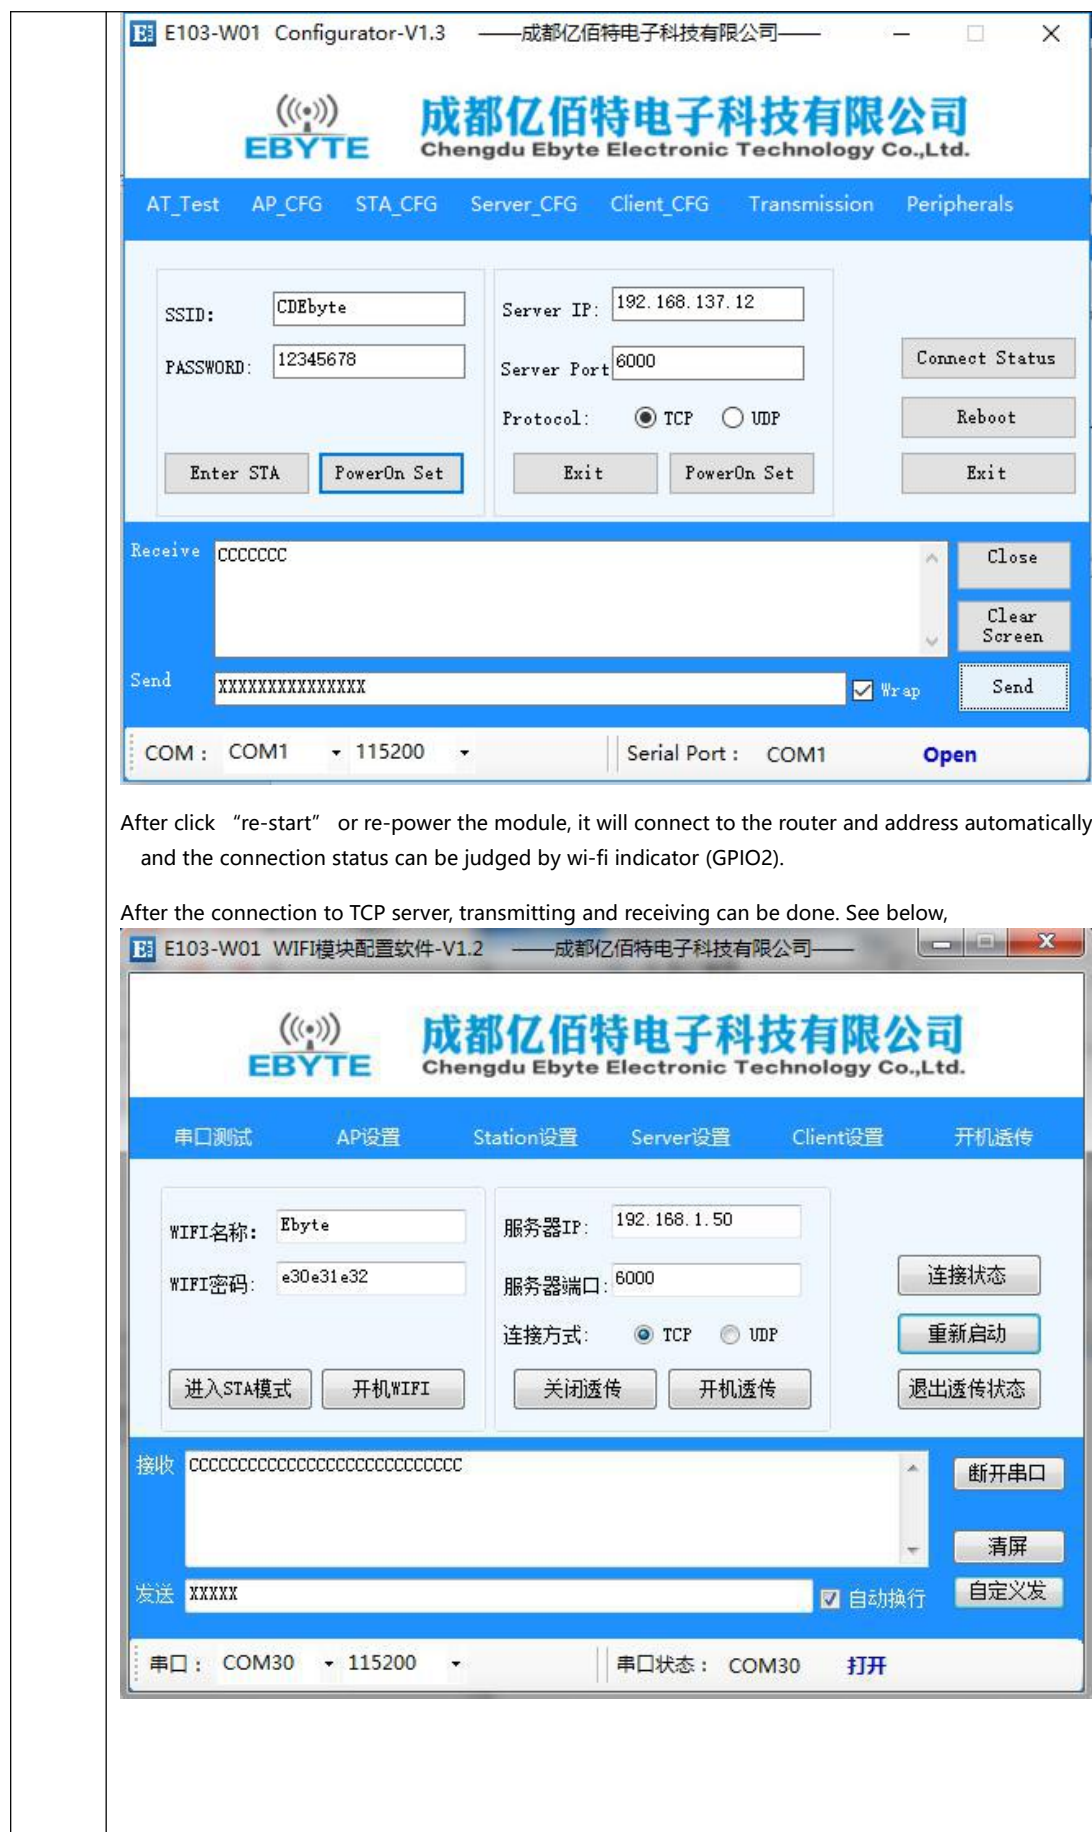 E103-W01 Configurator-V1.3 ——成都亿佰特电子科技有限公司——
EBYTE
成都亿佰特电子科技有限公司
Chengdu Ebyte Electronic Technology Co.,Ltd.
AT_Test AP_CFG STA_CFG Server_CFG Client_CFG Transmission Peripherals
SSID: CDEbyte Server IP: 192.168.137.12
PASSWORD: 12345678 Server Port 6000 Connect Status
Protocol: TCP UDP Reboot
Enter STA PowerOn Set Exit PowerOn Set Exit
Receive CCCCCCC Close
Clear
Screen
Send XXXXXXXXXXXXXXX Wrap Send
COM : COM1 115200 Serial Port : COM1 Open
After click “re-start” or re-power the module, it will connect to the router and address automatically
and the connection status can be judged by wi-fi indicator (GPIO2).
After the connection to TCP server, transmitting and receiving can be done. See below,
E103-W01 WIFI模块配置软件-V1.2 ——成都亿佰特电子科技有限公司——
EBYTE
成都亿佰特电子科技有限公司
Chengdu Ebyte Electronic Technology Co.,Ltd.
串口测试 AP设置 Station设置 Server设置 Client设置 开机透传
WIFI名称: Ebyte 服务器IP: 192.168.1.50
WIFI密码: e30e31e32 服务器端口: 6000 连接状态
连接方式: TCP UDP 重新启动
进入STA模式 开机WIFI 关闭透传 开机透传 退出透传状态
接收 CCCCCCCCCCCCCCCCCCCCCCCCCCCC 断开串口
清屏
发送 XXXXX 自动换行 自定义发
串口 : COM30 115200 串口状态 : COM30 打开